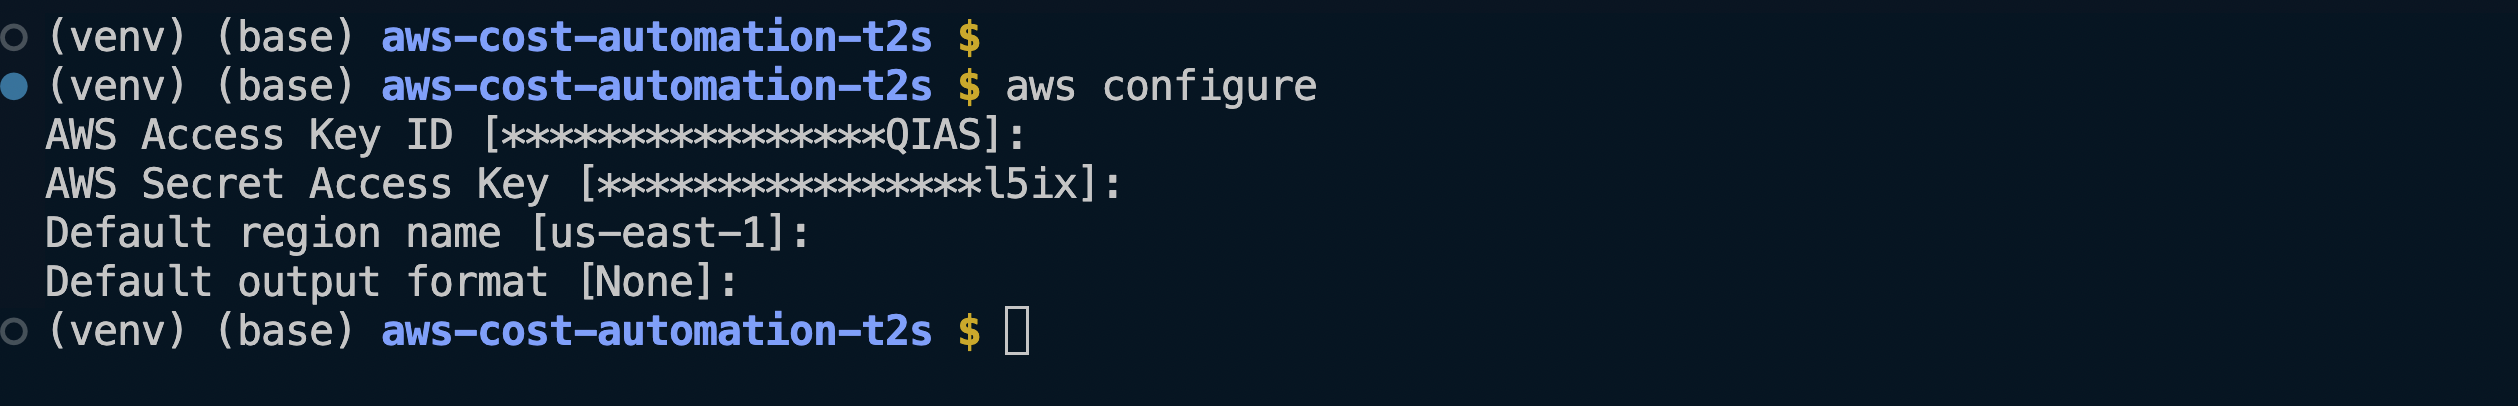 (venv) (base) aws-cost-automation-t2s $
(venv) (base) aws-cost-automation-t2s $ aws configure
AWS Access Key ID [****************QIAS]:
AWS Secret Access Key [****************l5ix]:
Default region name [us-east-1]:
Default output format [None]:
(venv) (base) aws-cost-automation-t2s $